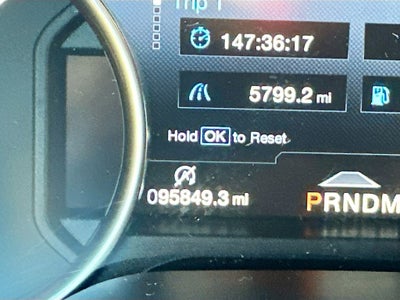 Trip 1
147:36:17
5799.2 mi
Hold OK to Reset
095849.3 mi
PRNDM